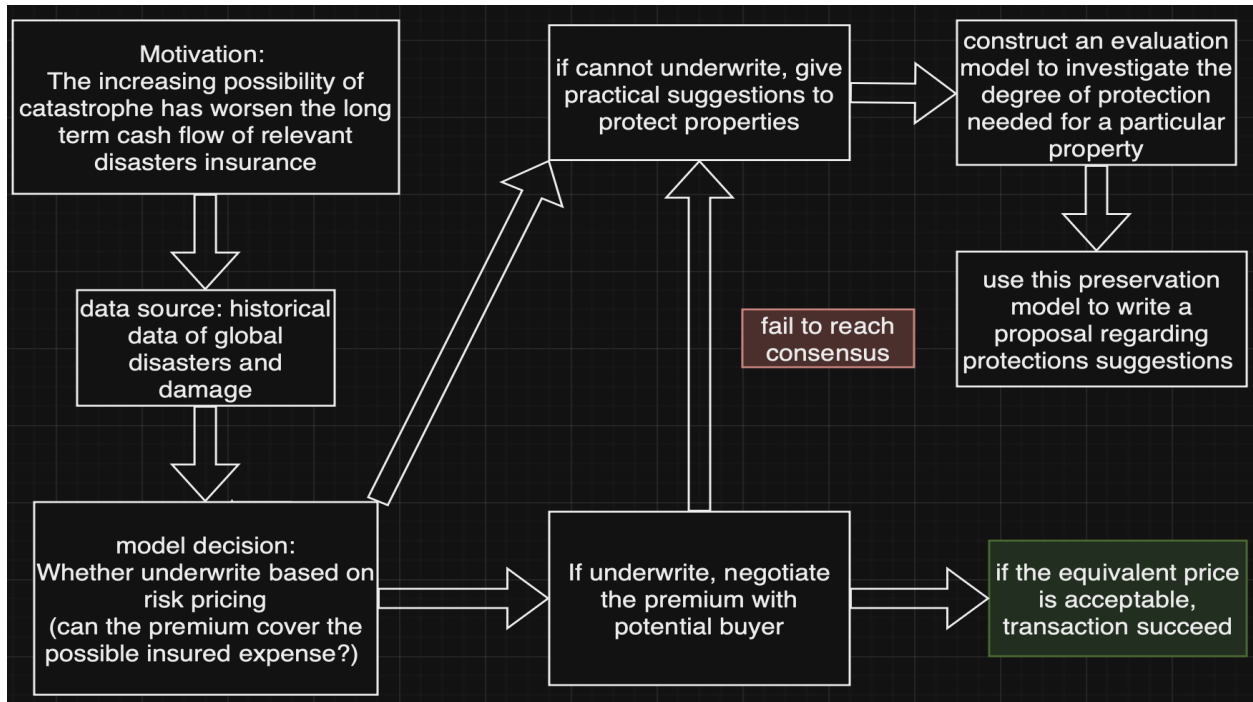 Motivation:
The increasing possibility of
catastrophe has worsen the long
term cash flow of relevant
disasters insurance
data source: historical
data of global
disasters and
damage
model decision:
Whether underwrite based on
risk pricing
(can the premium cover the
possible insured expense?)
if cannot underwrite, give
practical suggestions to
protect properties
fail to reach
consensus
If underwrite, negotiate
the premium with
potential buyer
construct an evaluation
model to investigate the
degree of protection
needed for a particular
property
use this preservation
model to write a
proposal regarding
protections suggestions
if the equivalent price
is acceptable,
transaction succeed